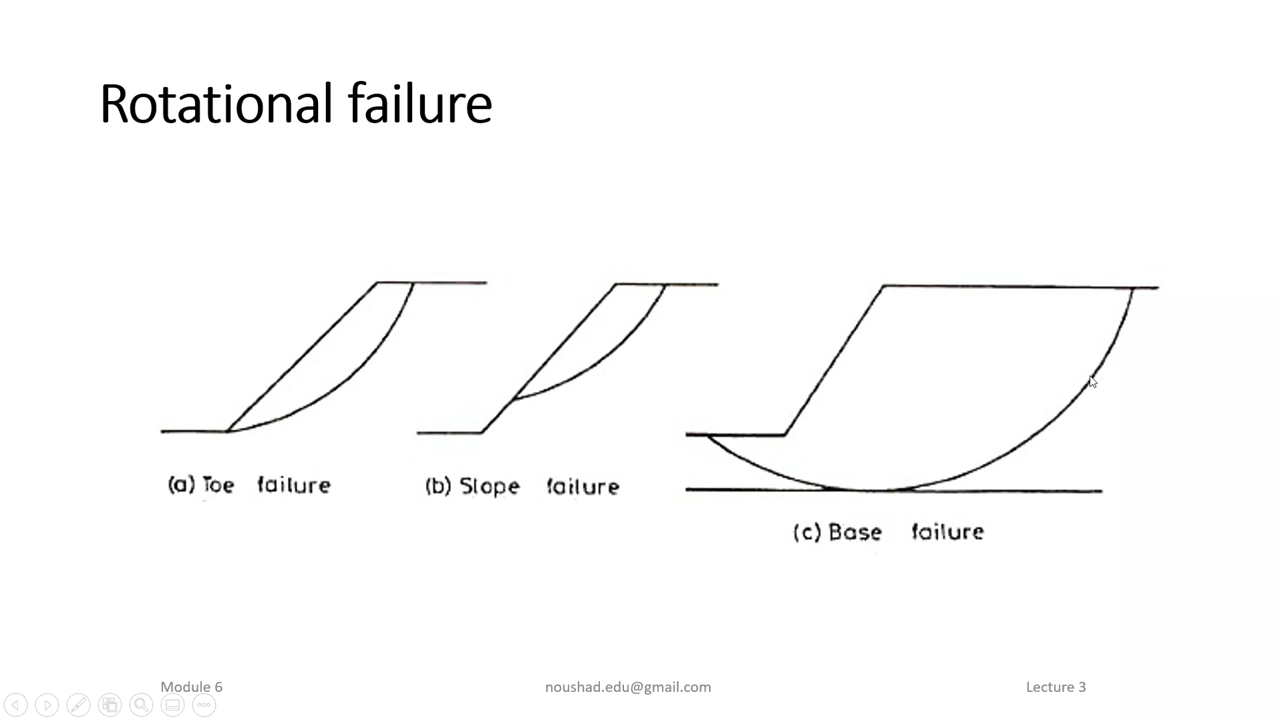 Rotational failure
(a) Toe failure
(b) Slope failure
(c) Base failure
Module 6
noushad.edu@gmail.com
Lecture 3